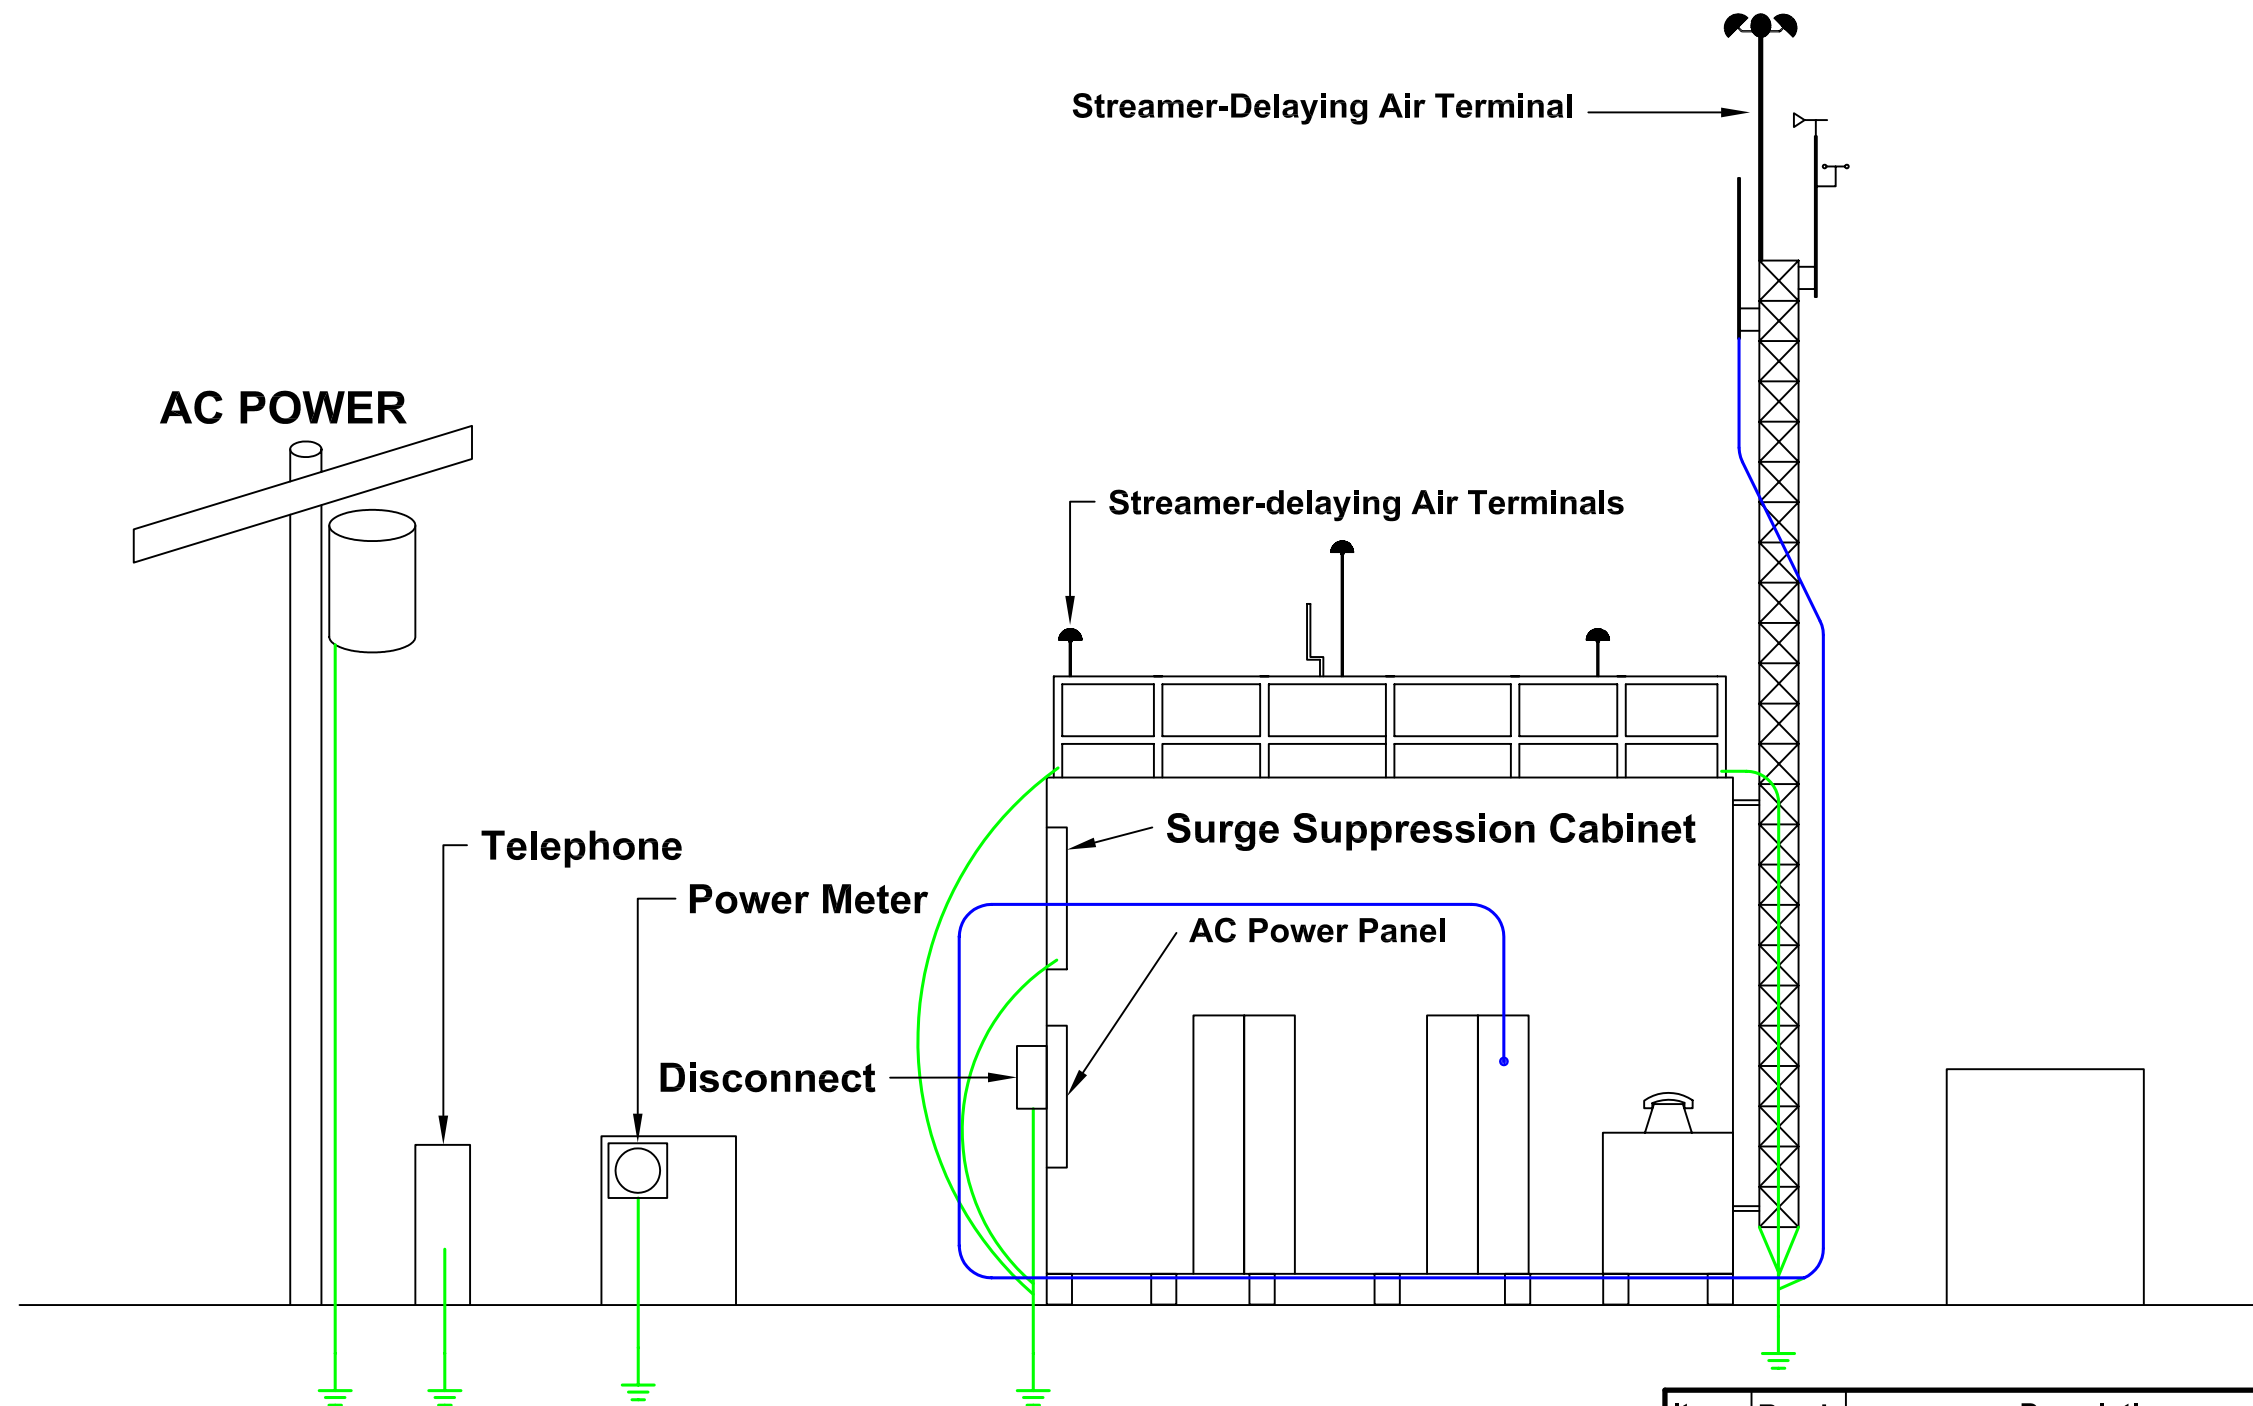 Streamer-Delaying Air Terminal
AC POWER
Streamer-delaying Air Terminals
Telephone
Surge Suppression Cabinet
Power Meter
AC Power Panel
Disconnect